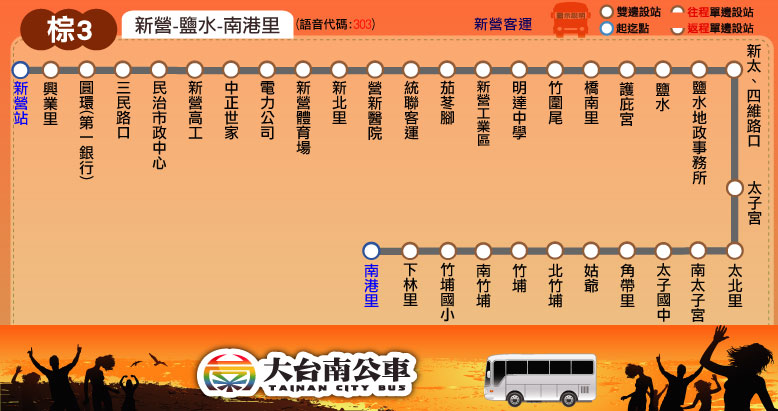 棕3
新營-鹽水-南港里
(語音代碼:303)
新營客運
雙邊設站
往程單邊設站
起迄點
返程單邊設站
新營站
興業里
圓環(第一銀行)
三民路口
民治市政中心
新營高工
中正世家
電力公司
新營體育場
新北里
營新醫院
統聯客運
茄苳腳
新營工業區
明達中學
竹圍尾
橋南里
護庇宮
鹽水
鹽水地政事務所
新太、四維路口
太子宮
太北里
南太子宮
太子國中
角帶里
姑爺
北竹埔
竹埔
南竹埔
竹埔國小
下林里
南港里
大台南公車
TAINAN CITY BUS